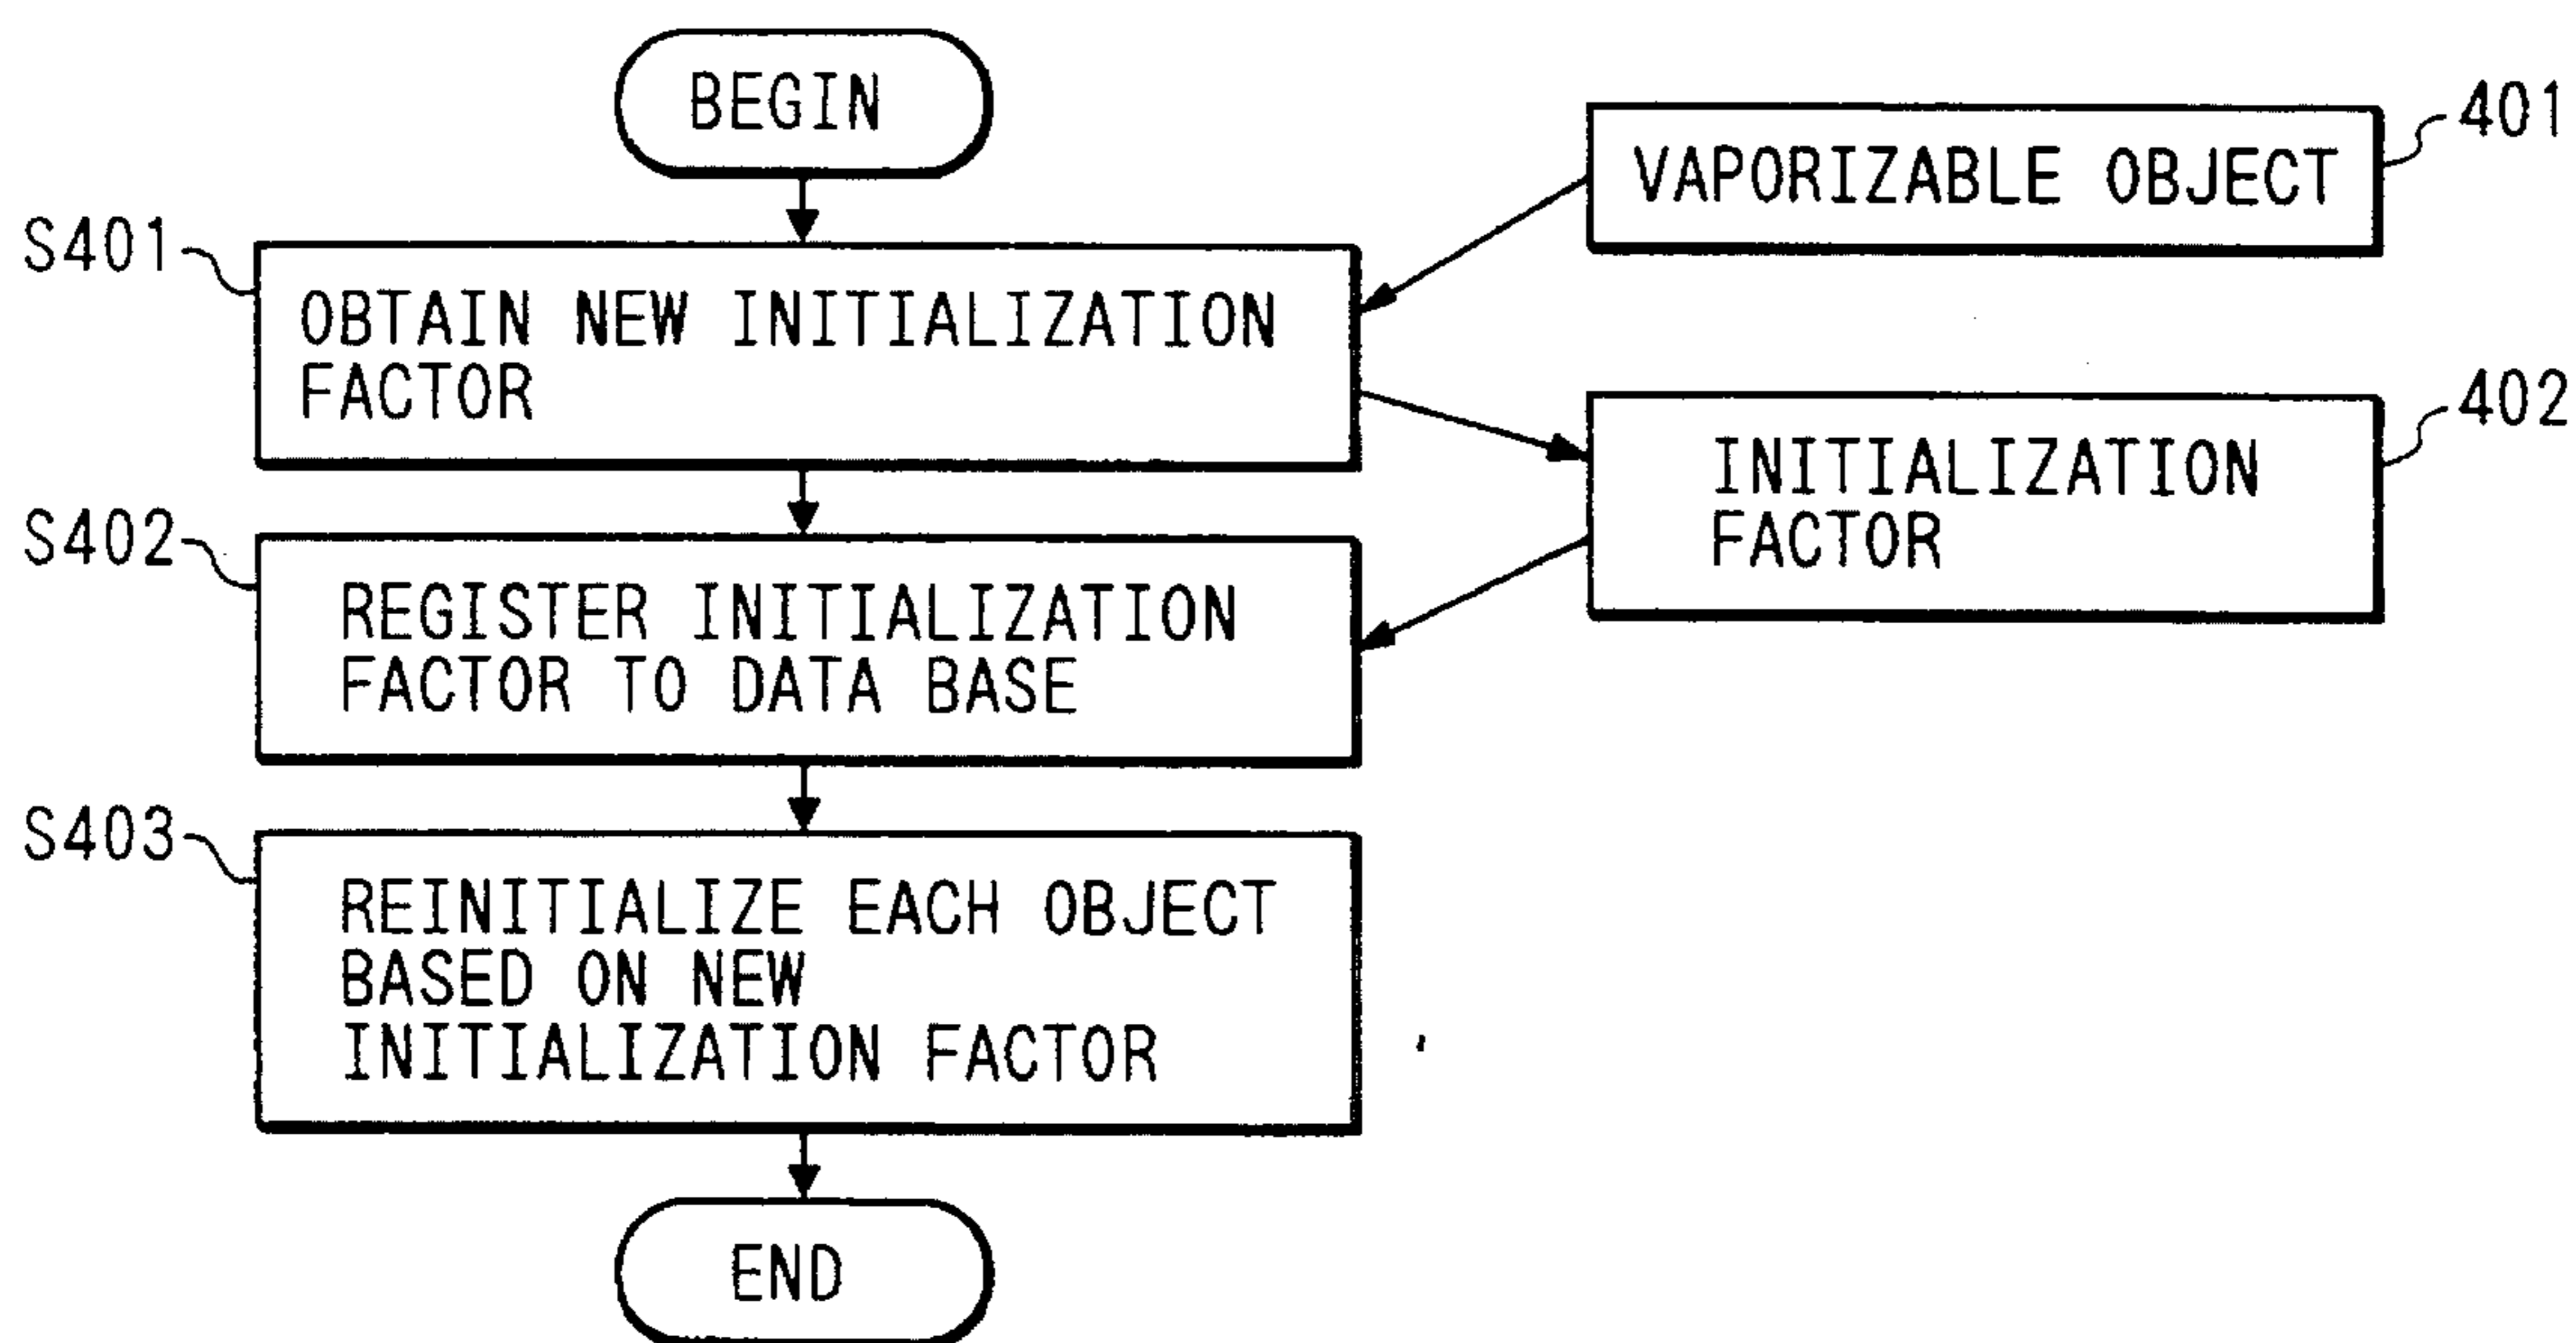 BEGIN
401
VAPORIZABLE OBJECT
S401
OBTAIN NEW INITIALIZATION
FACTOR
402
INITIALIZATION
FACTOR
S402
REGISTER INITIALIZATION
FACTOR TO DATA BASE
S403
REINITIALIZE EACH OBJECT
BASED ON NEW
INITIALIZATION FACTOR
END